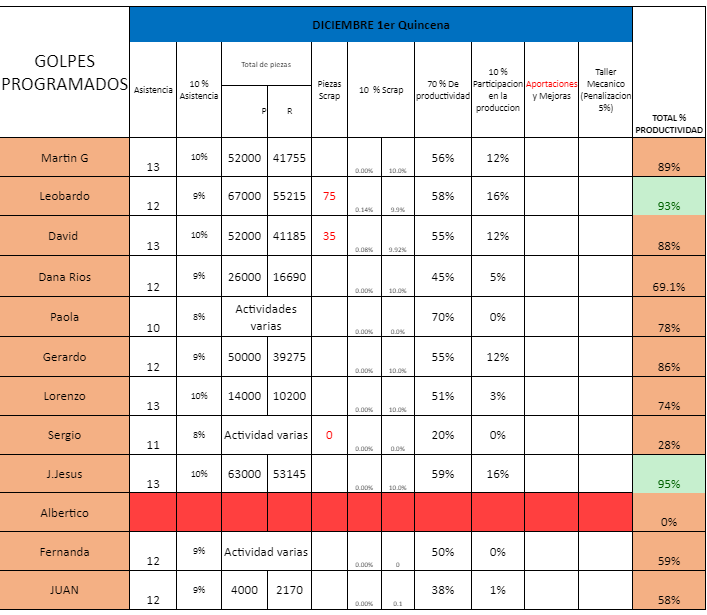 DICIEMBRE 1er Quincena
GOLPES PROGRAMADOS
Asistencia
10 % Asistencia
Total de piezas
P
R
Piezas Scrap
10 % Scrap
70 % De productividad
10 % Participacion en la produccion
Aportaciones y Mejoras
Taller Mecanico (Penalizacion 5%)
TOTAL % PRODUCTIVIDAD
Martin G 13 10% 52000 41755 0.00% 10.0% 56% 12% 89%
Leobardo 12 9% 67000 55215 75 0.14% 9.9% 58% 16% 93%
David 13 10% 52000 41185 35 0.08% 9.92% 55% 12% 88%
Dana Rios 12 9% 26000 16690 0.00% 10.0% 45% 5% 69.1%
Paola 10 8% Actividades varias 0.00% 0.0% 70% 0% 78%
Gerardo 12 9% 50000 39275 0.00% 10.0% 55% 12% 86%
Lorenzo 13 10% 14000 10200 0.00% 10.0% 51% 3% 74%
Sergio 11 8% Actividad varias 0 0.00% 0.0% 20% 0% 28%
J.Jesus 13 10% 63000 53145 0.00% 10.0% 59% 16% 95%
Albertico 0%
Fernanda 12 9% Actividad varias 0.00% 0 50% 0% 59%
JUAN 12 9% 4000 2170 0.00% 0.1 38% 1% 58%